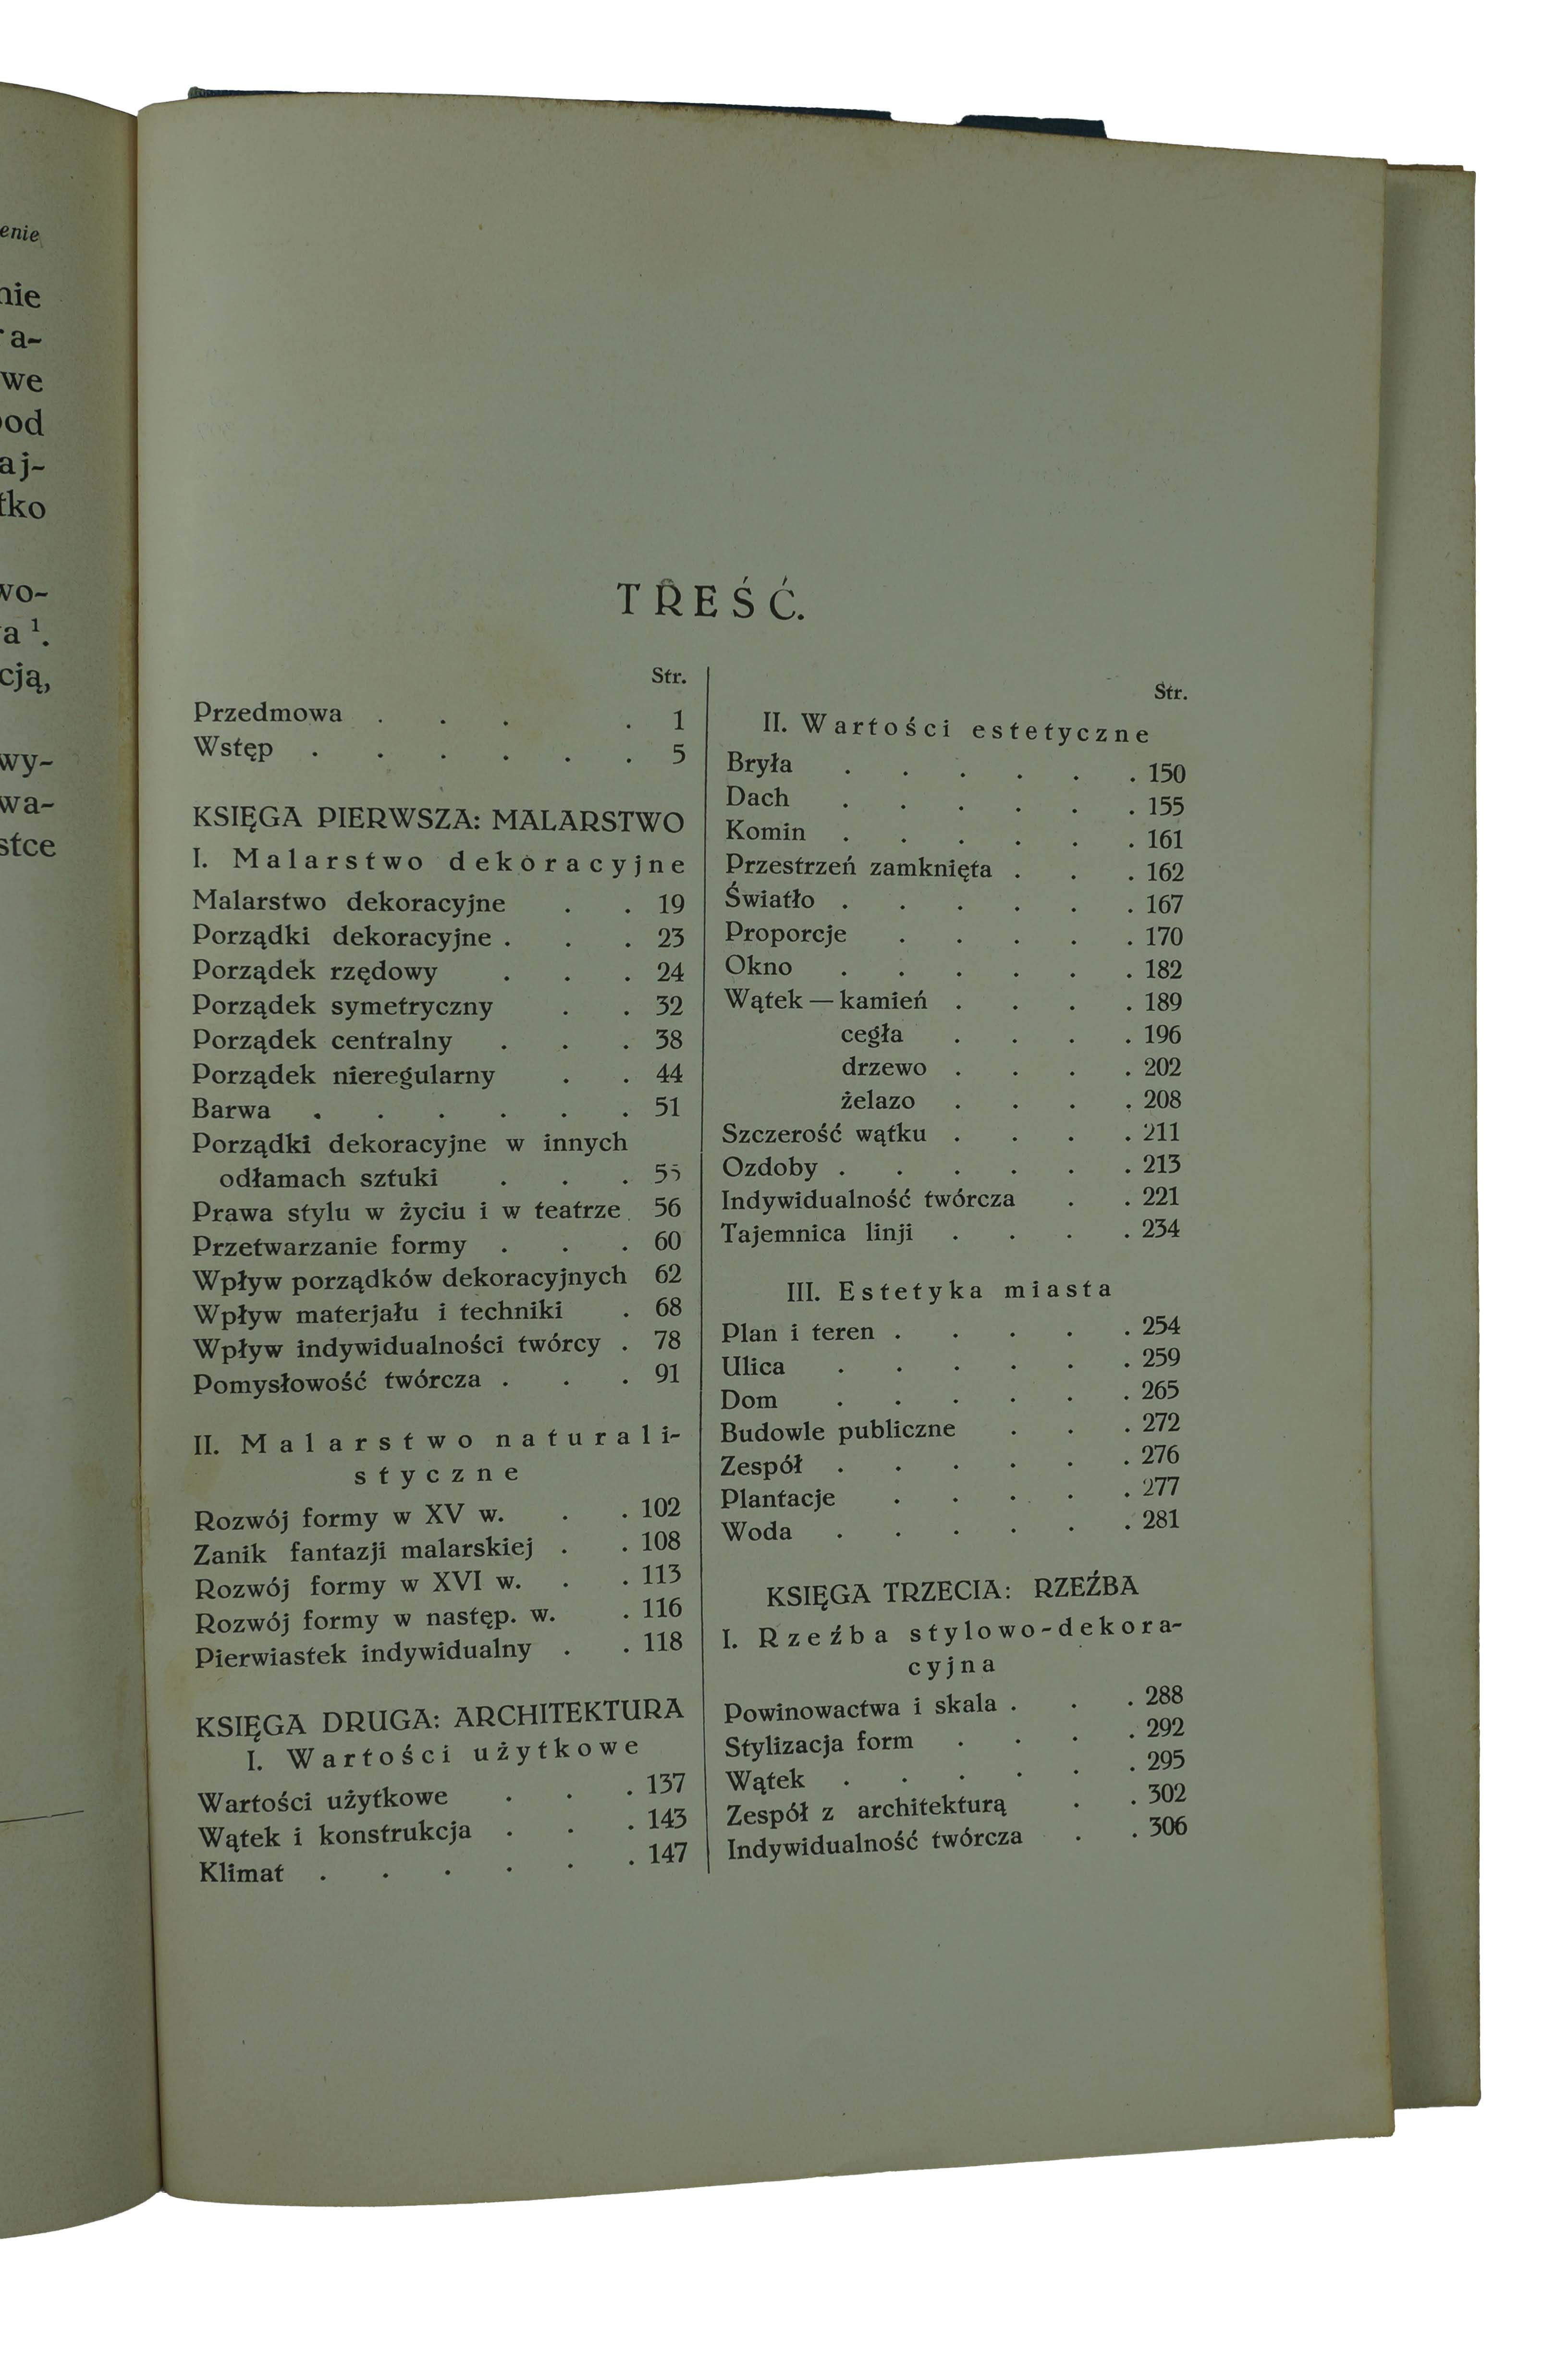 enie
nie
ra-
we
pod
aj-
tko
wo-
a ¹.
cją,
wy-
wa-
stce
TREŚĆ.
Str.
Przedmowa . . . . 1
Wstęp . . . . . . 5
KSIĘGA PIERWSZA: MALARSTWO
I. Malarstwo dekoracyjne
Malarstwo dekoracyjne . . 19
Porządki dekoracyjne . . . 23
Porządek rzędowy . . . 24
Porządek symetryczny . . 32
Porządek centralny . . . 38
Porządek nieregularny . . 44
Barwa . . . . . . 51
Porządki dekoracyjne w innych
odłamach sztuki . . . 55
Prawa stylu w życiu i w teatrze . 56
Przetwarzanie formy . . . 60
Wpływ porządków dekoracyjnych 62
Wpływ materjału i techniki . 68
Wpływ indywidualności twórcy . 78
Pomysłowość twórcza . . . 91
II. Malarstwo naturali-
styczne
Rozwój formy w XV w. . . 102
Zanik fantazji malarskiej . . 108
Rozwój formy w XVI w. . . 113
Rozwój formy w następ. w. . 116
Pierwiastek indywidualny . . 118
KSIĘGA DRUGA: ARCHITEKTURA
I. Wartości użytkowe
Wartości użytkowe . . . 137
Wątek i konstrukcja . . . 143
Klimat . . . . . . 147
Str.
II. Wartości estetyczne
Bryła . . . . . . 150
Dach . . . . . . 155
Komin . . . . . . 161
Przestrzeń zamknięta . . . 162
Światło . . . . . . 167
Proporcje . . . . . 170
Okno . . . . . . 182
Wątek — kamień . . . . 189
cegła . . . . 196
drzewo . . . . 202
żelazo . . . . 208
Szczerość wątku . . . . 211
Ozdoby . . . . . . 213
Indywidualność twórcza . . 221
Tajemnica linji . . . . 234
III. Estetyka miasta
Plan i teren . . . . . 254
Ulica . . . . . . 259
Dom . . . . . . 265
Budowle publiczne . . . 272
Zespół . . . . . . 276
Plantacje . . . . . 277
Woda . . . . . . 281
KSIĘGA TRZECIA: RZEŹBA
I. Rzeźba stylowo-dekora-
cyjna
Powinowactwa i skala . . . 288
Stylizacja form . . . . 292
Wątek . . . . . . 295
Zespół z architekturą . . 302
Indywidualność twórcza . . 306